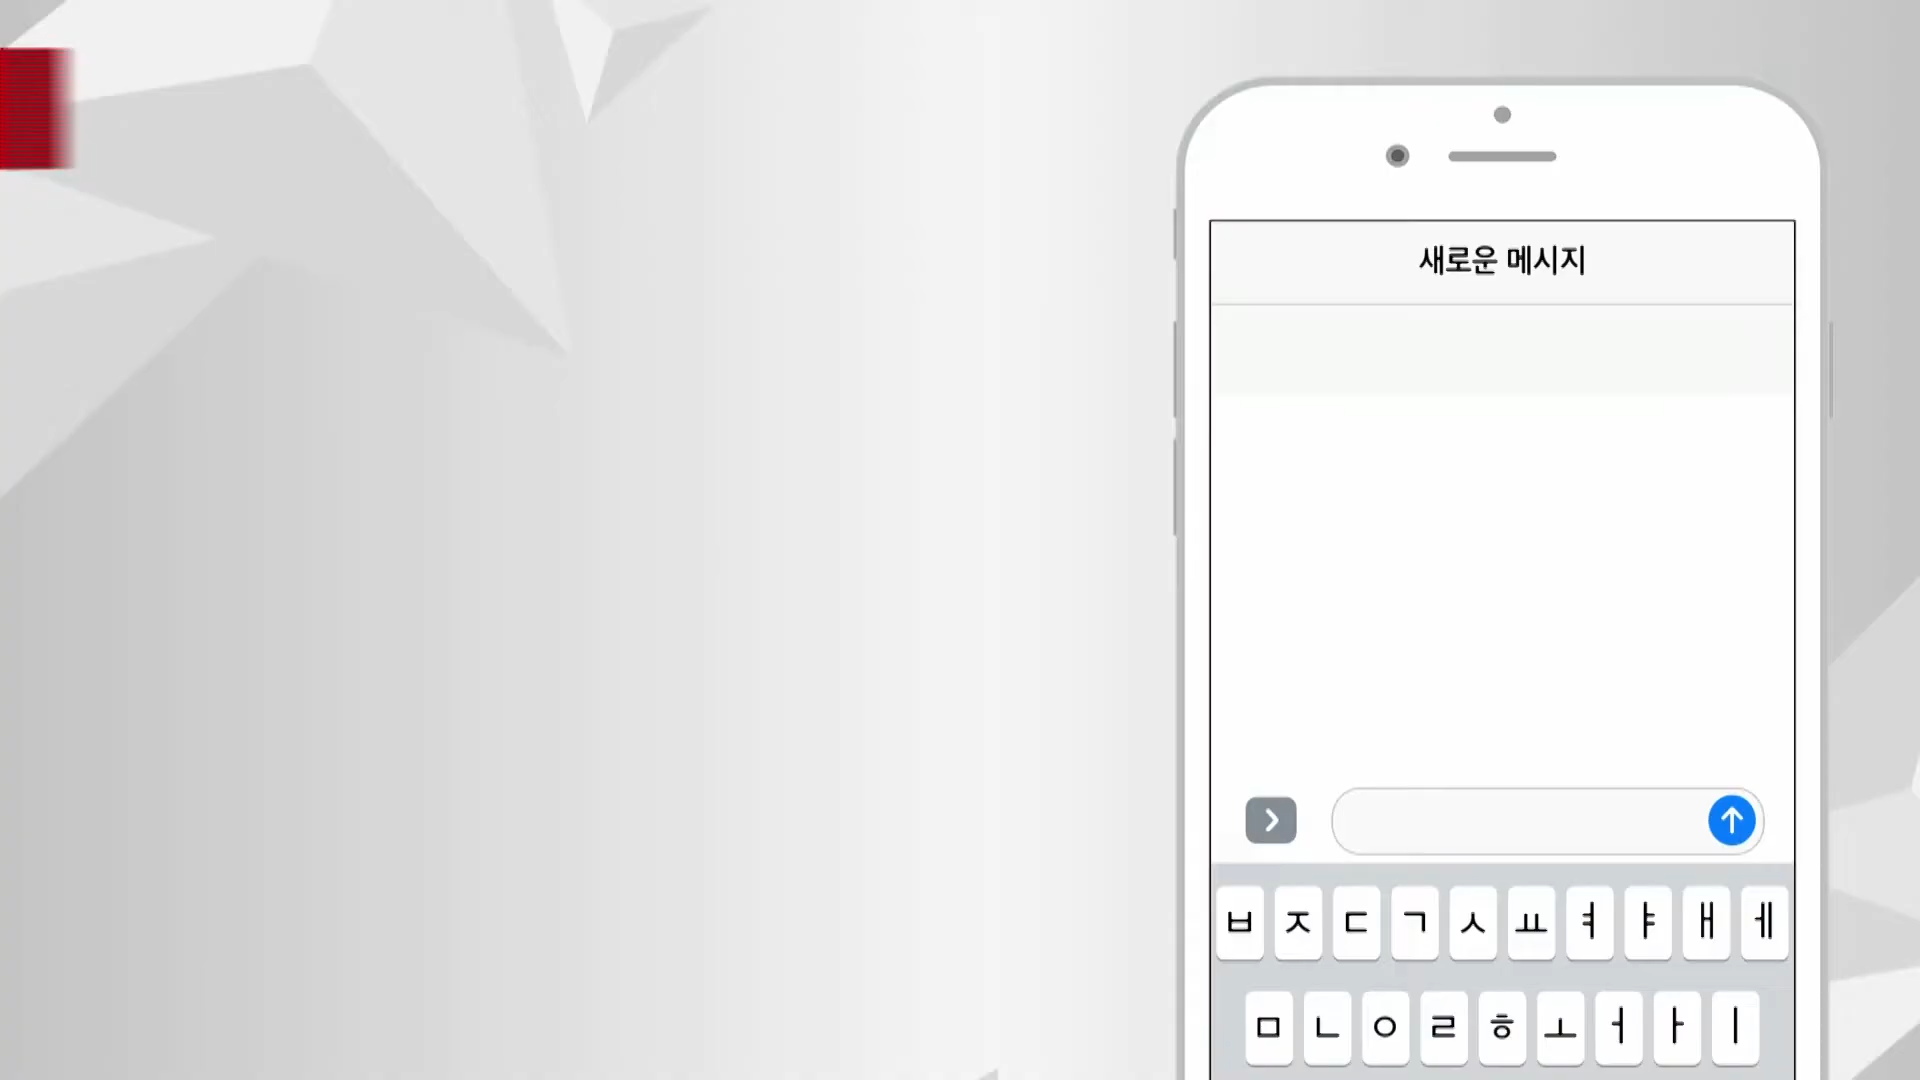 새로운 메시지
ㅂ ㅈ ㄷ ㄱ ㅅ ㅛ ㅕ ㅑ ㅐ ㅔ
ㅁ ㄴ ㅇ ㄹ ㅎ ㅗ ㅓ ㅏ ㅣ